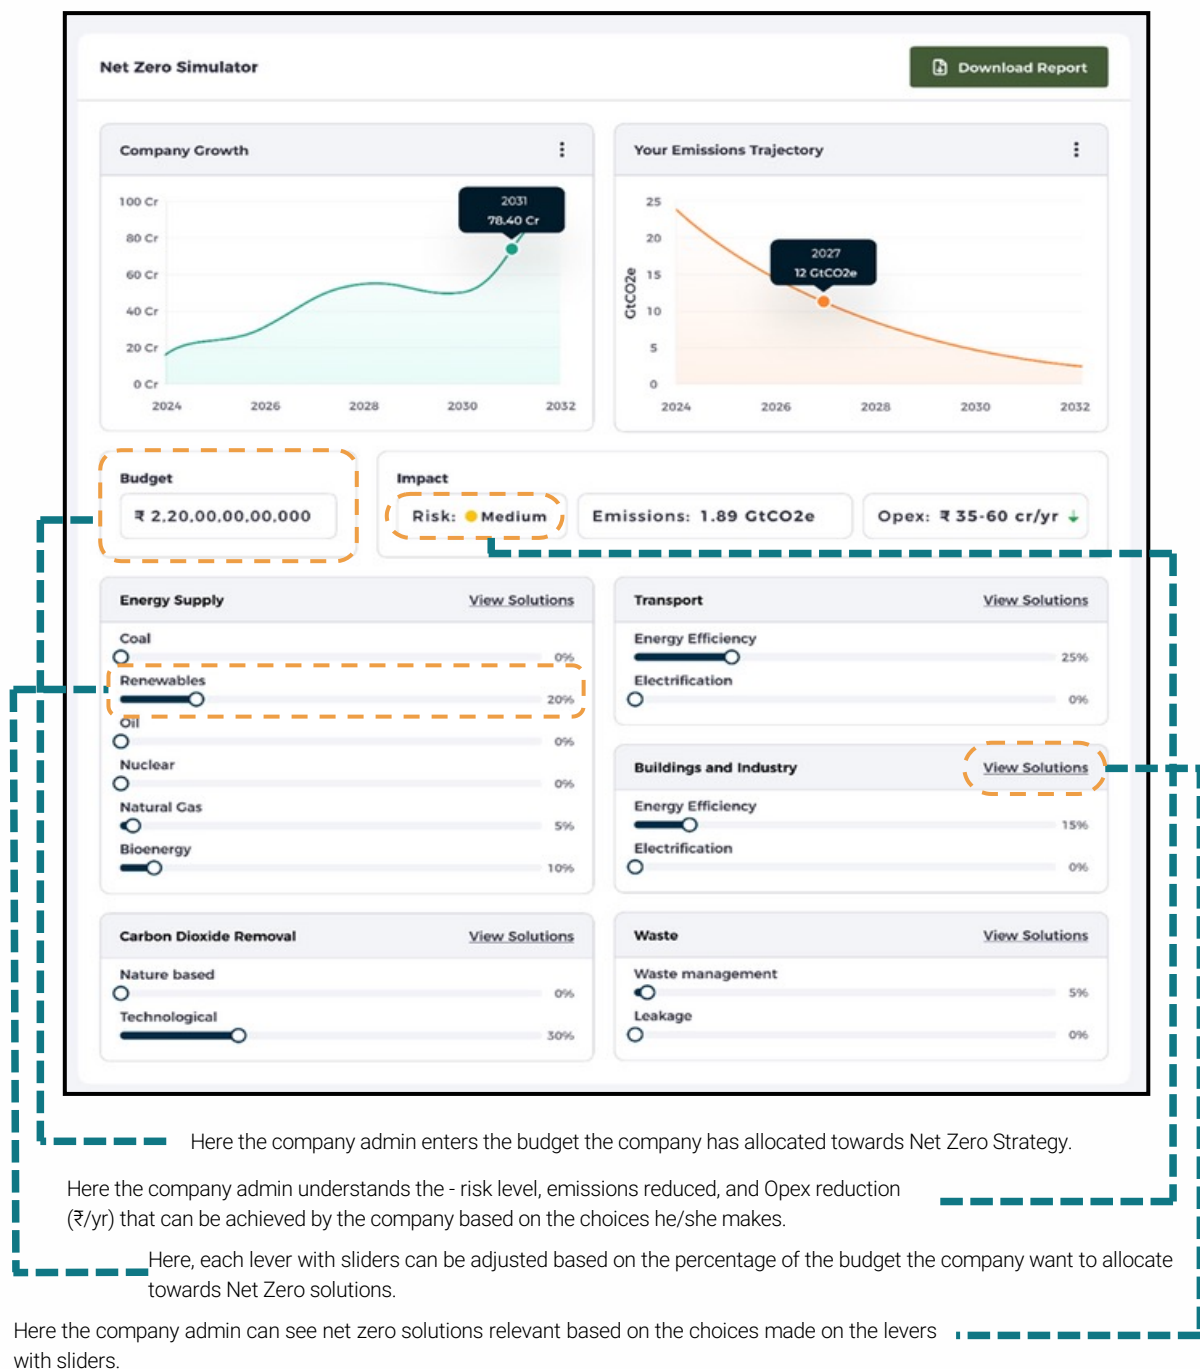 Net Zero Simulator
Download Report
Company Growth
Your Emissions Trajectory
100 Cr
80 Cr
60 Cr
40 Cr
20 Cr
0 Cr
2031
78.40 Cr
2024 2026 2028 2030 2032
GtCO2e
25
20
15
10
5
0
2027
12 GtCO2e
2024 2026 2028 2030 2032
Budget
₹ 2,20,00,00,00,000
Impact
Risk: Medium
Emissions: 1.89 GtCO2e
Opex: ₹ 35-60 cr/yr
Energy Supply View Solutions
Coal
0%
Renewables
20%
Oil
0%
Nuclear
0%
Natural Gas
5%
Bioenergy
10%
Transport View Solutions
Energy Efficiency
25%
Electrification
0%
Buildings and Industry View Solutions
Energy Efficiency
15%
Electrification
0%
Carbon Dioxide Removal View Solutions
Nature based
0%
Technological
30%
Waste View Solutions
Waste management
5%
Leakage
0%
Here the company admin enters the budget the company has allocated towards Net Zero Strategy.
Here the company admin understands the - risk level, emissions reduced, and Opex reduction
(₹/yr) that can be achieved by the company based on the choices he/she makes.
Here, each lever with sliders can be adjusted based on the percentage of the budget the company want to allocate
towards Net Zero solutions.
Here the company admin can see net zero solutions relevant based on the choices made on the levers
with sliders.